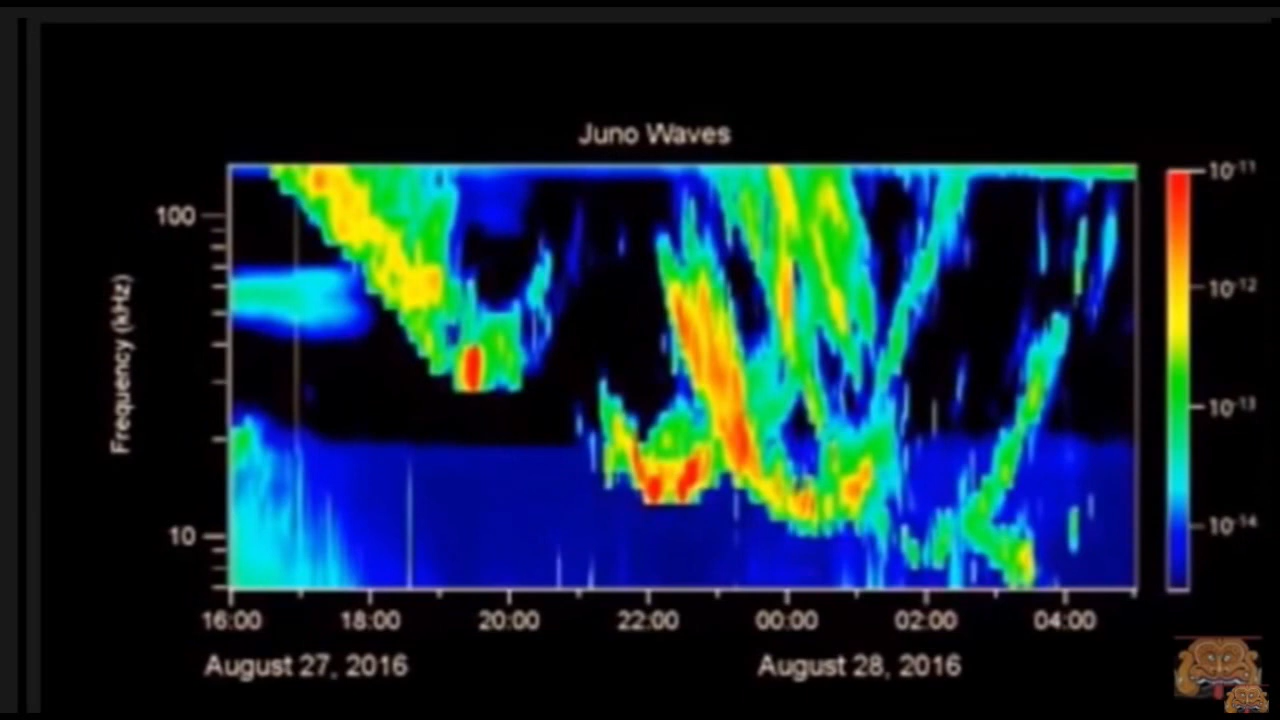 Juno Waves
10-11
100
10-12
Frequency (kHz)
10-13
10-14
10
16:00 18:00 20:00 22:00 00:00 02:00 04:00
August 27, 2016 August 28, 2016